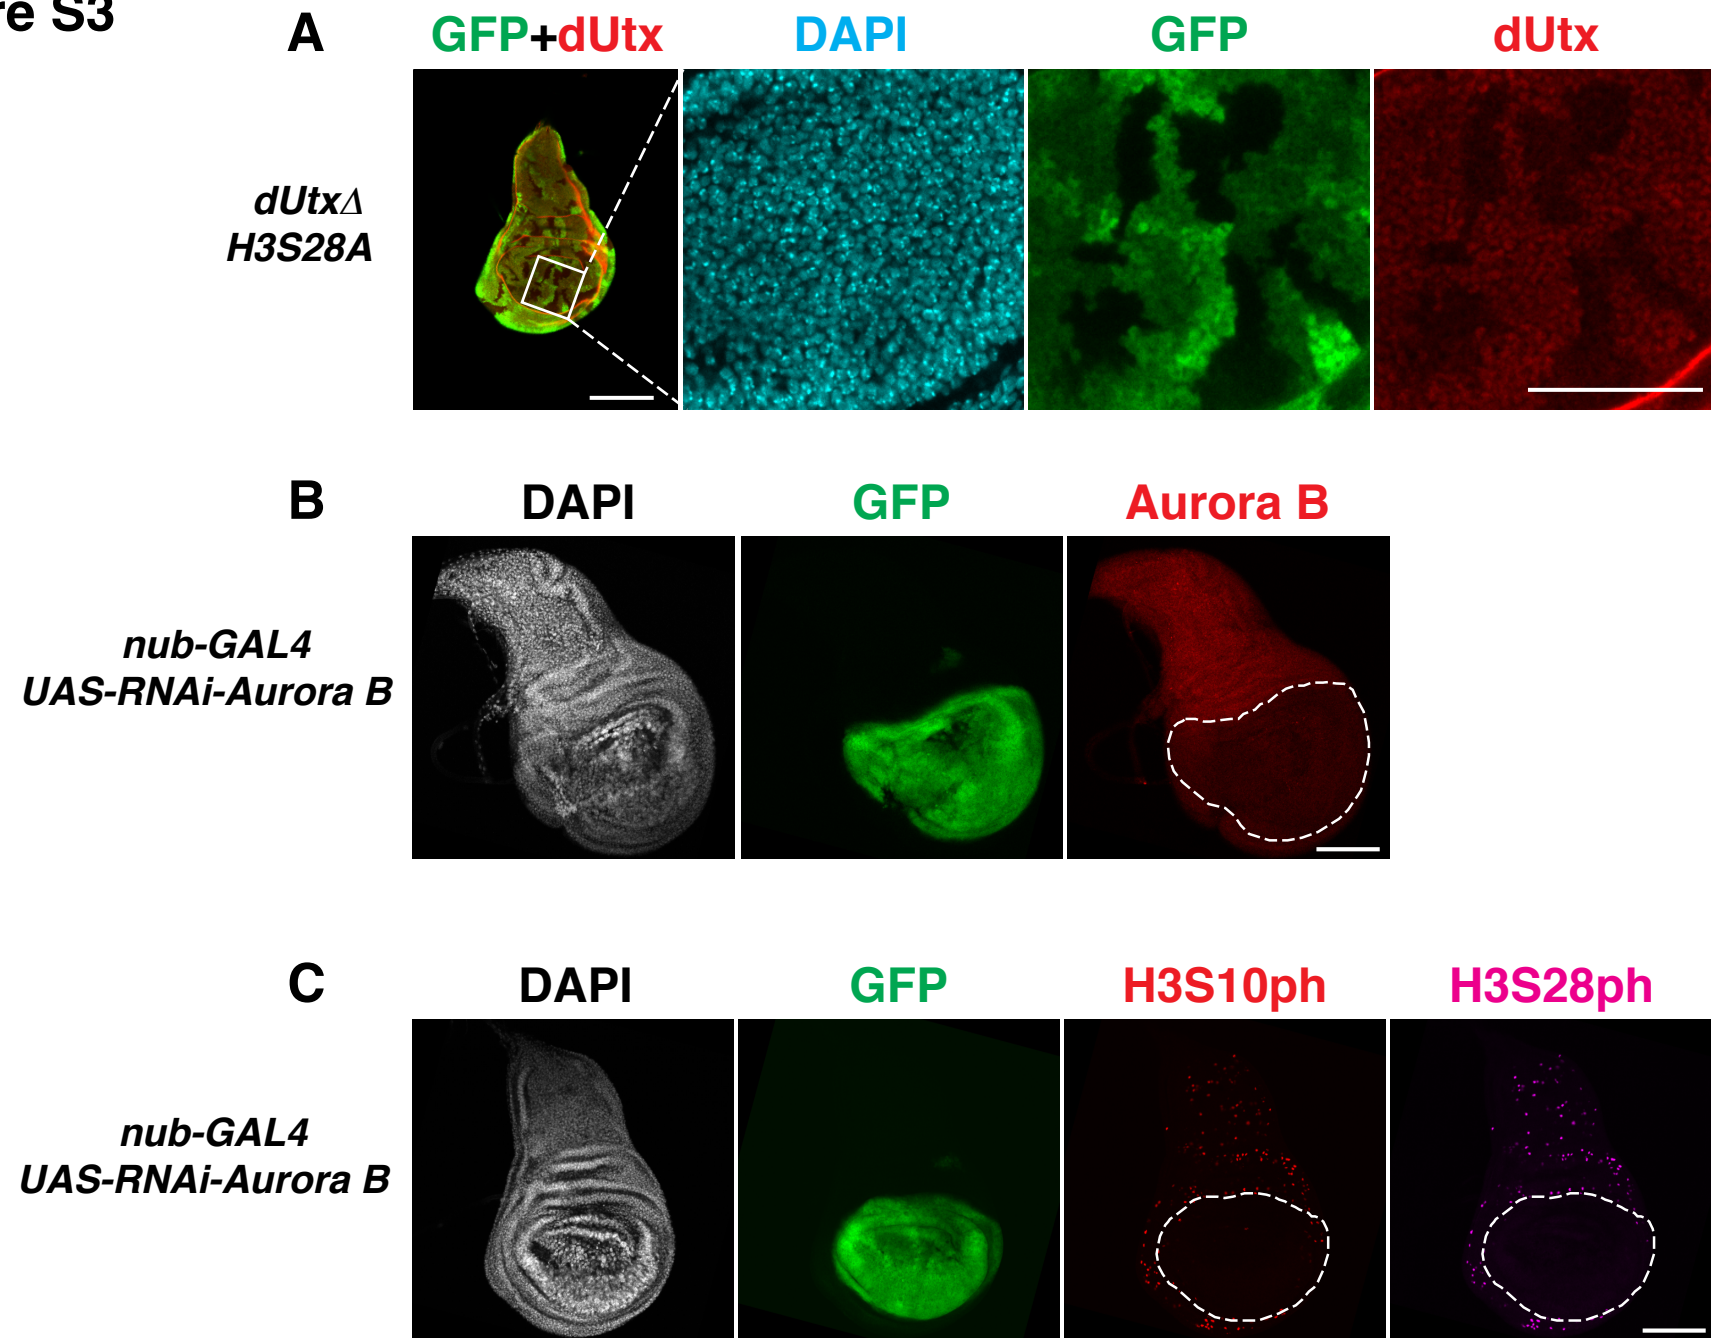 re S3
A GFP+dUtx DAPI GFP dUtx
dUtxΔ
H3S28A
B DAPI GFP Aurora B
nub-GAL4
UAS-RNAi-Aurora B
C DAPI GFP H3S10ph H3S28ph
nub-GAL4
UAS-RNAi-Aurora B